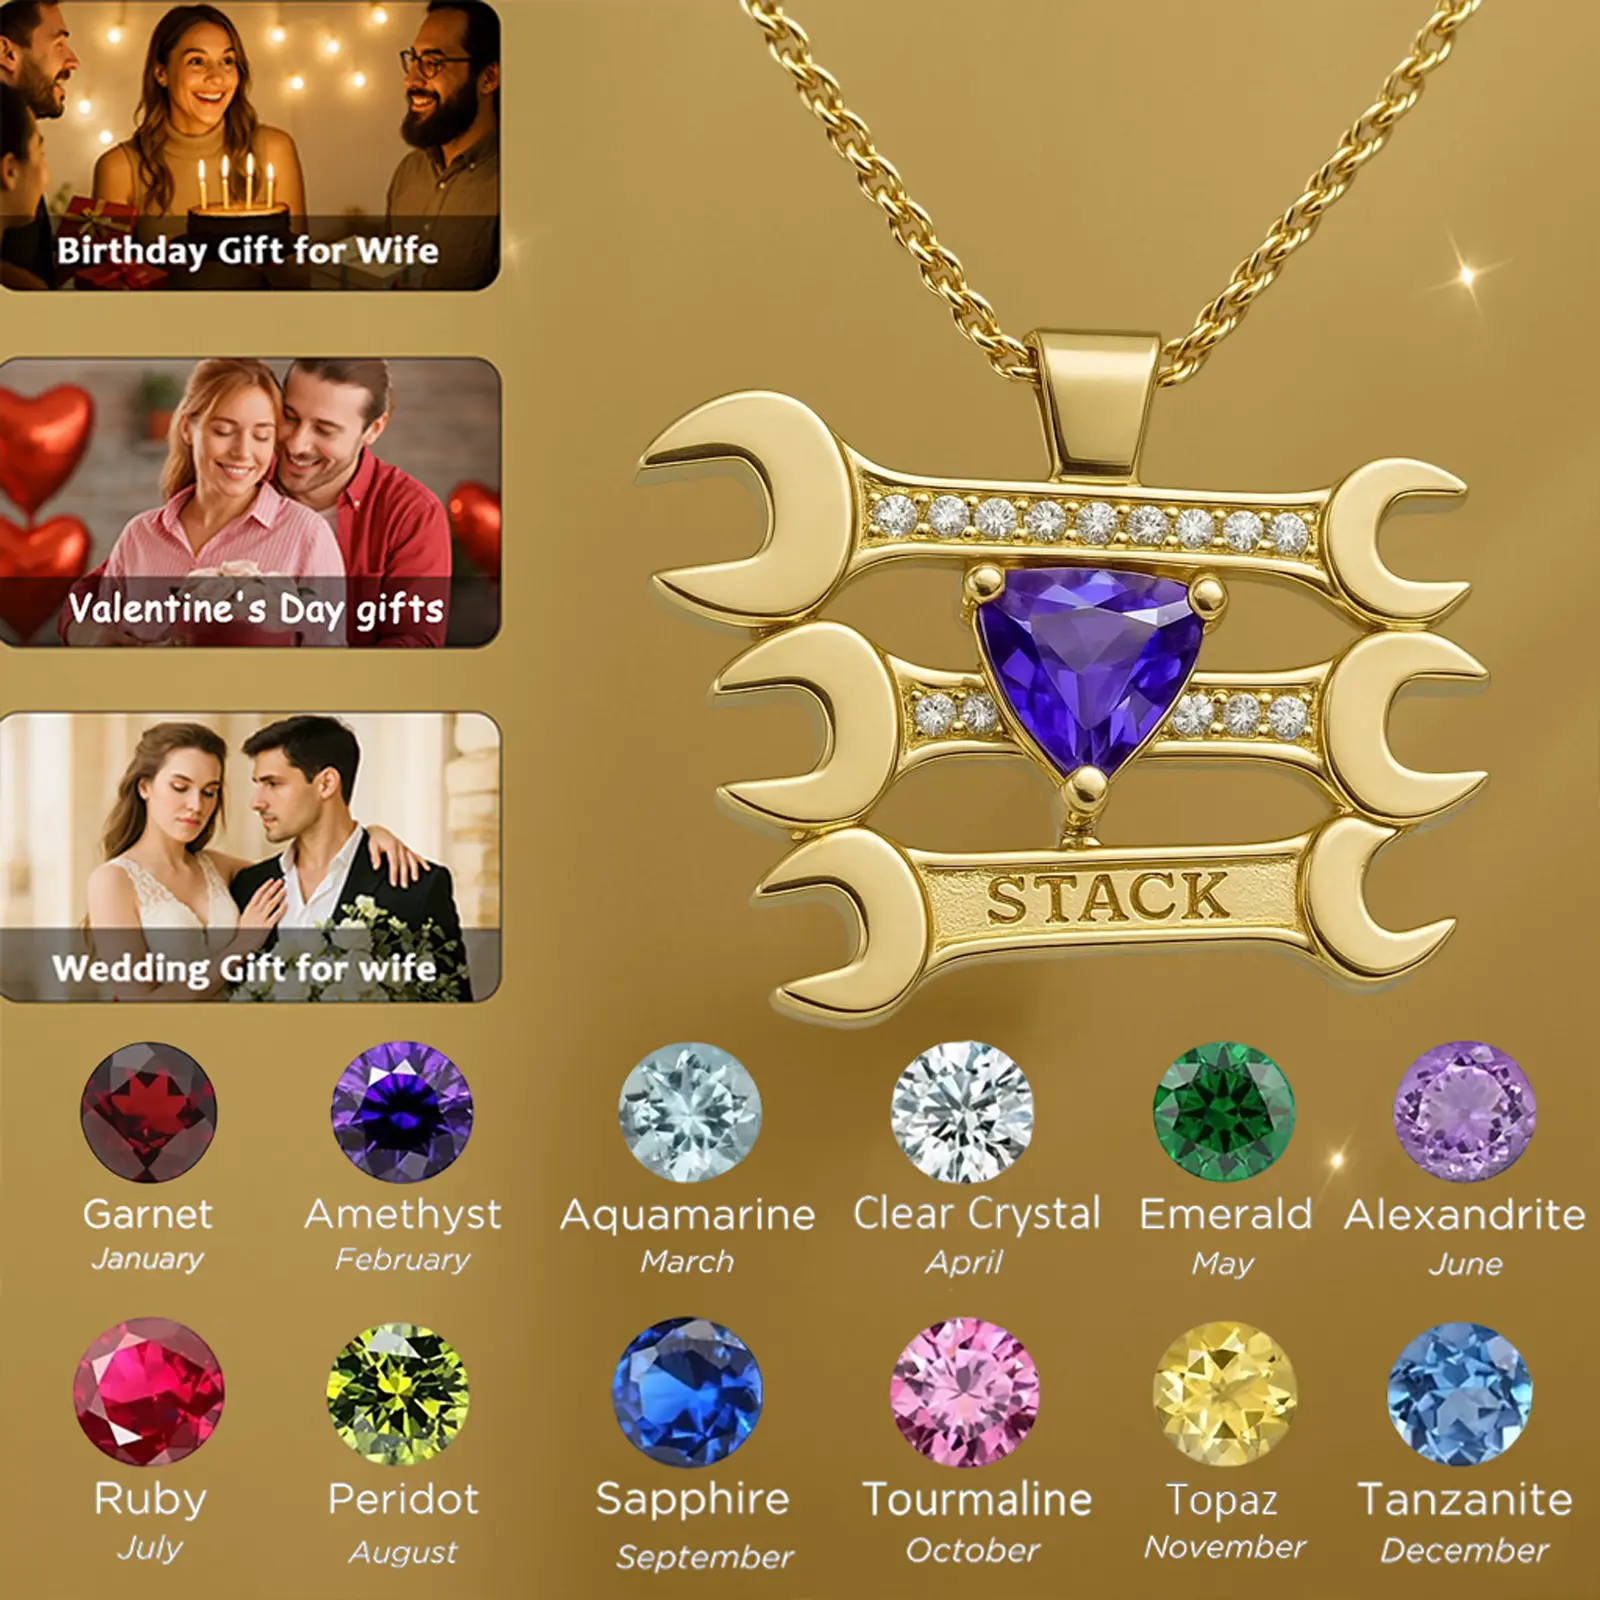 Birthday Gift for Wife
Valentine's Day gifts
Wedding Gift for wife
STACK
Garnet
January
Amethyst
February
Aquamarine
March
Clear Crystal
April
Emerald
May
Alexandrite
June
Ruby
July
Peridot
August
Sapphire
September
Tourmaline
October
Topaz
November
Tanzanite
December